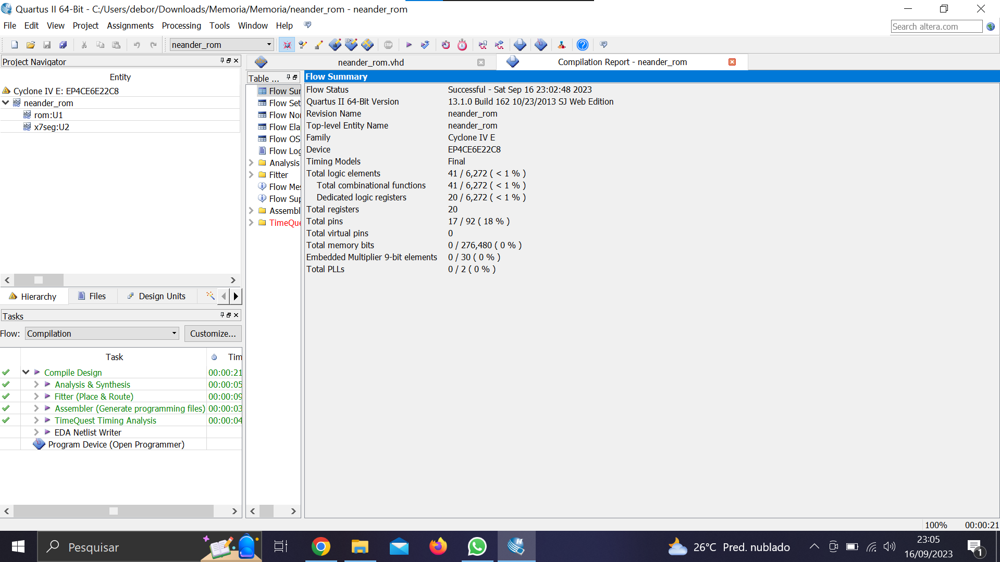 Quartus II 64-Bit - C:/Users/debor/Downloads/Memoria/Memoria/neander_rom - neander_rom
File Edit View Project Assignments Processing Tools Window Help
Search altera.com
neander_rom
STOP
Project Navigator
Entity
Cyclone IV E: EP4CE6E22C8
neander_rom
rom:U1
x7seg:U2
Hierarchy Files Design Units
Tasks
Flow: Compilation Customize...
Task Tim
Compile Design 00:00:21
Analysis & Synthesis 00:00:05
Fitter (Place & Route) 00:00:09
Assembler (Generate programming files) 00:00:03
TimeQuest Timing Analysis 00:00:04
EDA Netlist Writer
Program Device (Open Programmer)
neander_rom.vhd
Compilation Report - neander_rom
Table ...
Flow Sur
Flow Set
Flow Nor
Flow Ela
Flow OS
Flow Log
Analysis
Fitter
Flow Mes
Flow Sup
Assembl
TimeQue
Flow Summary
Flow Status Successful - Sat Sep 16 23:02:48 2023
Quartus II 64-Bit Version 13.1.0 Build 162 10/23/2013 SJ Web Edition
Revision Name neander_rom
Top-level Entity Name neander_rom
Family Cyclone IV E
Device EP4CE6E22C8
Timing Models Final
Total logic elements 41 / 6,272 ( < 1 % )
Total combinational functions 41 / 6,272 ( < 1 % )
Dedicated logic registers 20 / 6,272 ( < 1 % )
Total registers 20
Total pins 17 / 92 ( 18 % )
Total virtual pins 0
Total memory bits 0 / 276,480 ( 0 % )
Embedded Multiplier 9-bit elements 0 / 30 ( 0 % )
Total PLLs 0 / 2 ( 0 % )
100% 00:00:21
Pesquisar
26°C Pred. nublado
23:05
16/09/2023
1